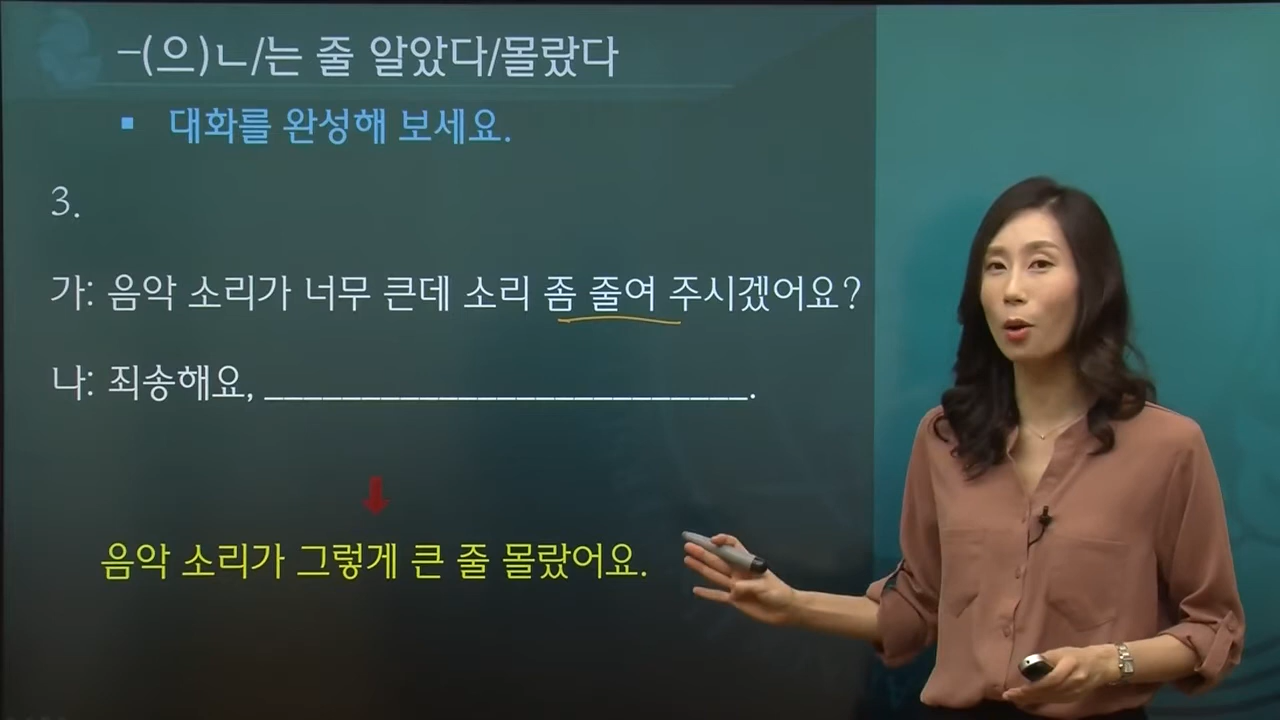 -(으)ㄴ/는 줄 알았다/몰랐다
▪ 대화를 완성해 보세요.
3.
가: 음악 소리가 너무 큰데 소리 좀 줄여 주시겠어요?
나: 죄송해요, _________________________.
음악 소리가 그렇게 큰 줄 몰랐어요.